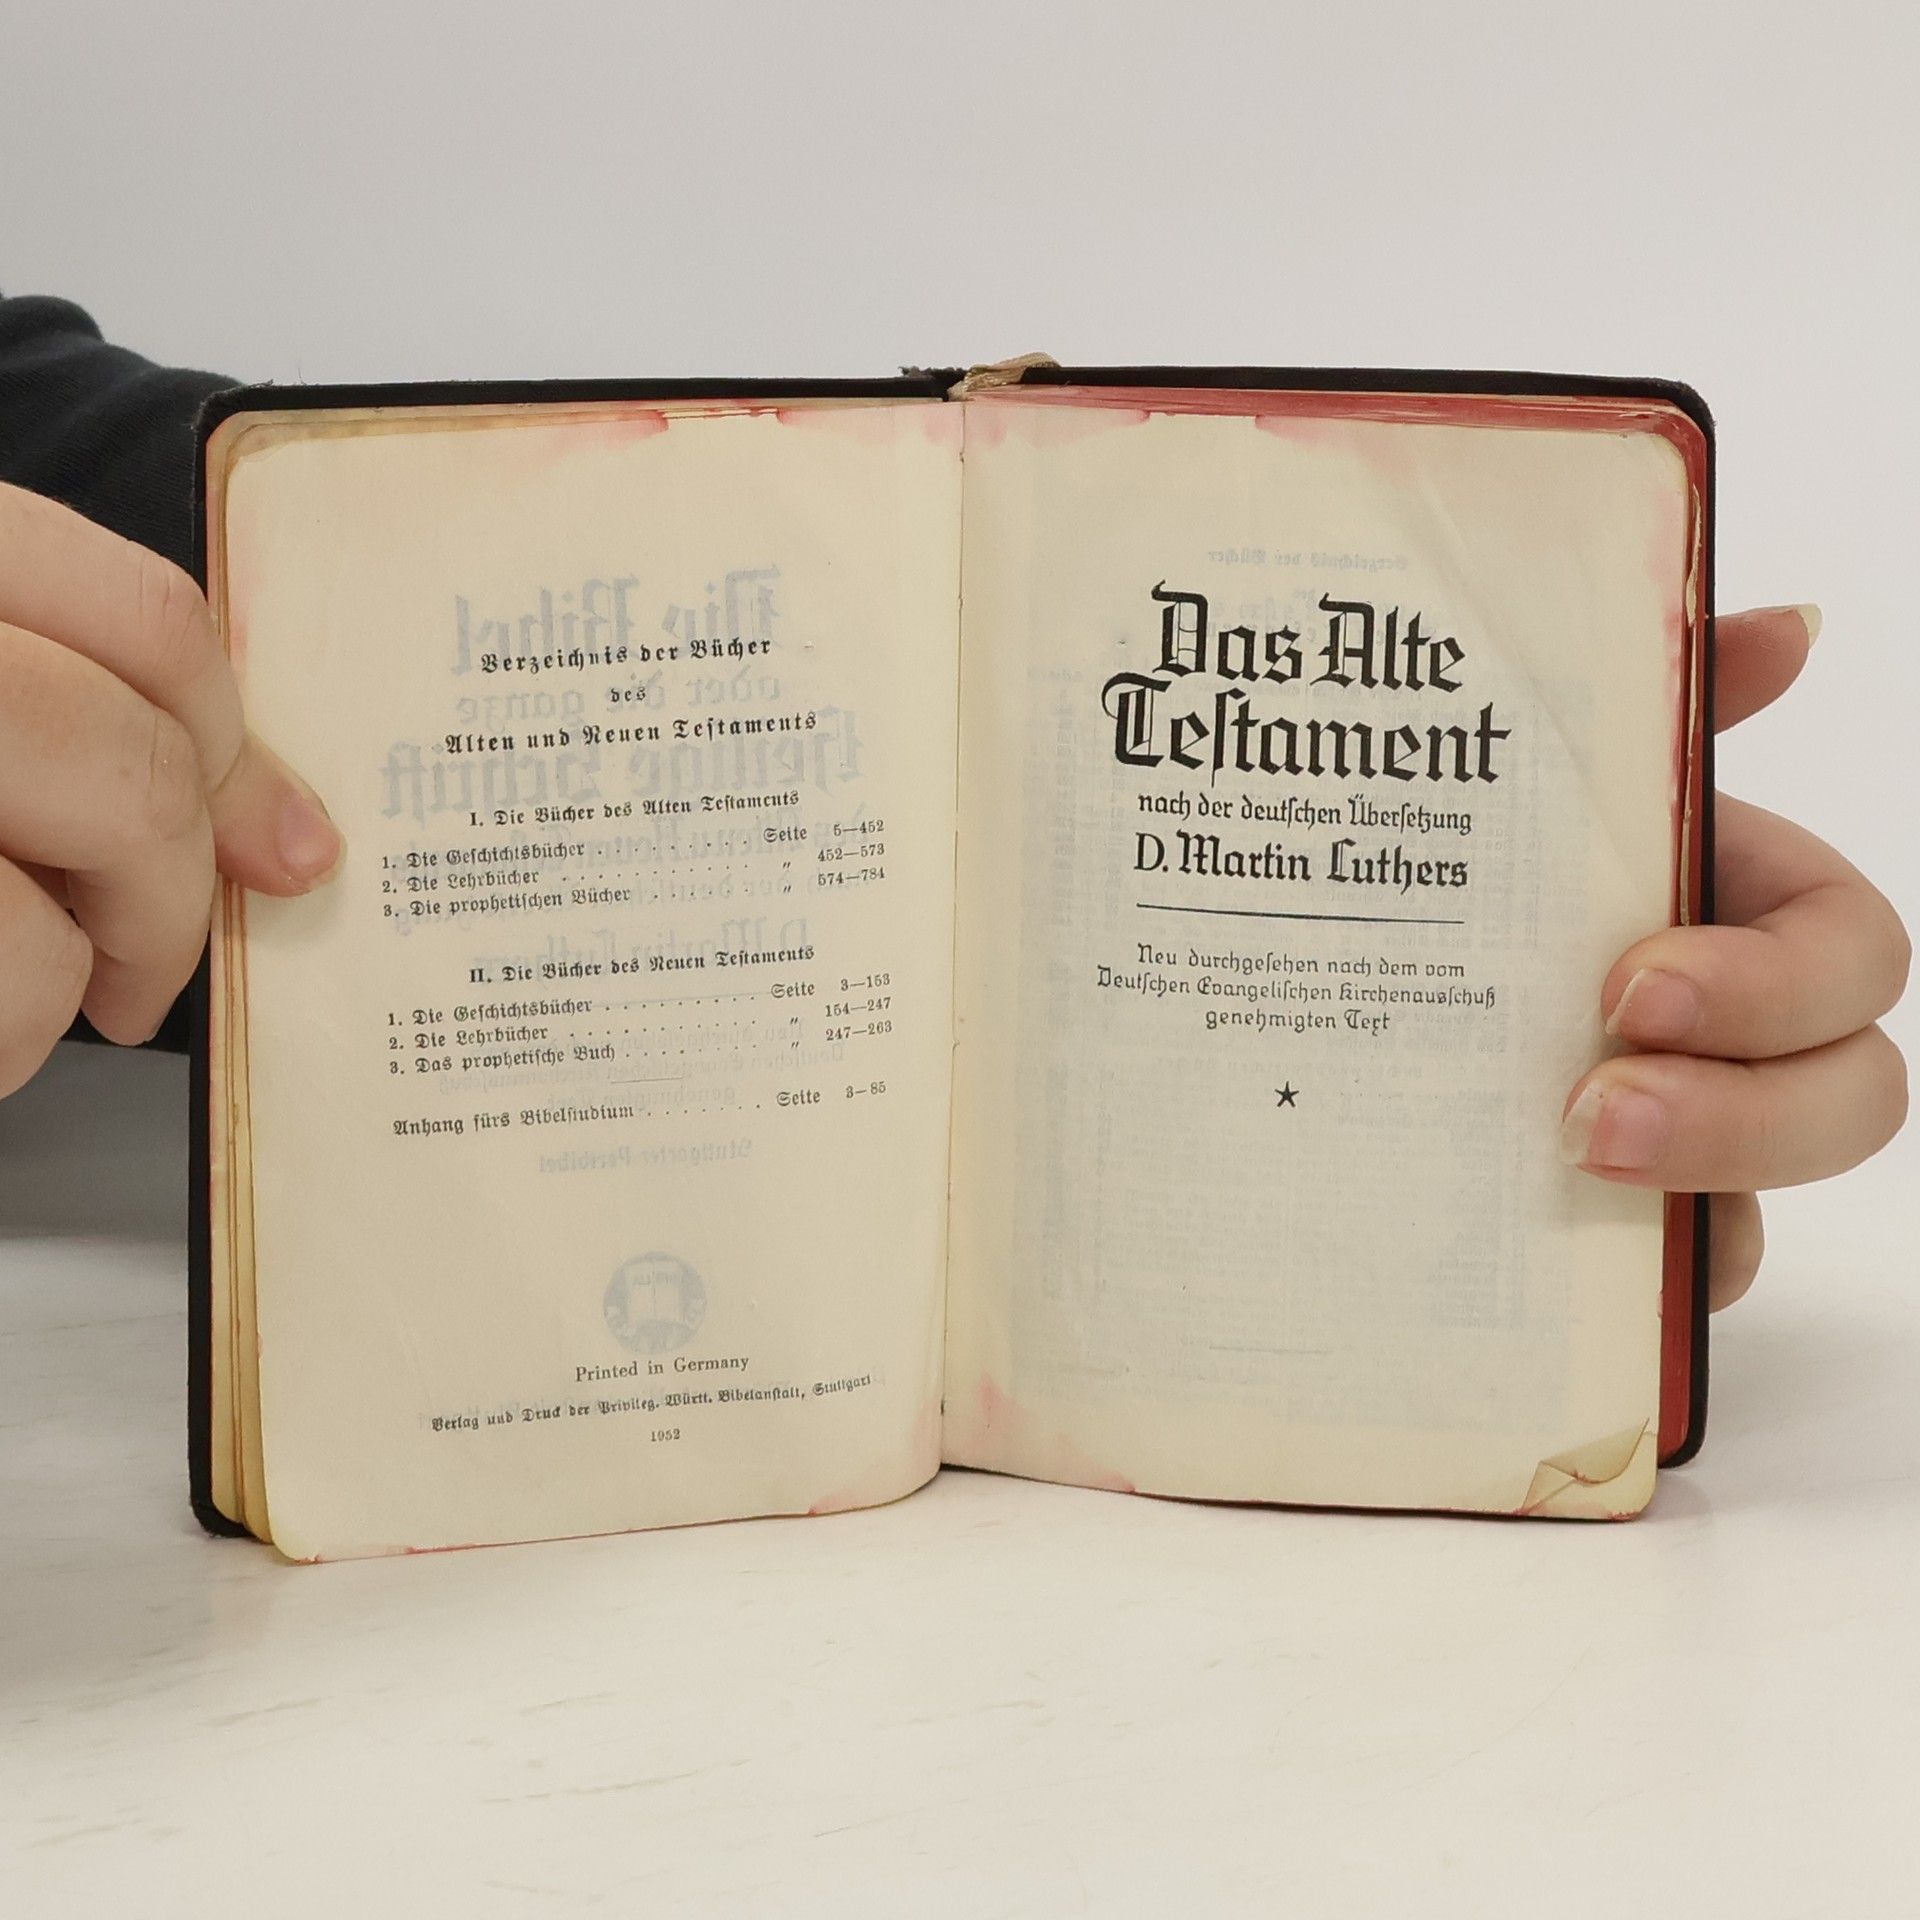 Verzeichnis der Bücher
des
Alten und Neuen Testaments
I. Die Bücher des Alten Testaments
1. Die Geschichtsbücher . . . . . . . . . . Seite 5—452
2. Die Lehrbücher . . . . . . . . . . . „ 452—573
3. Die prophetischen Bücher . . . . . . „ 574—784
II. Die Bücher des Neuen Testaments
1. Die Geschichtsbücher . . . . . . . . . Seite 3—153
2. Die Lehrbücher . . . . . . . . . . . „ 154—247
3. Das prophetische Buch . . . . . . . . „ 247—263
Anhang fürs Bibelstudium . . . . . . . Seite 3—85
Printed in Germany
Verlag und Druck der Privileg. Württ. Bibelanstalt, Stuttgart
1952
Das Alte
Testament
nach der deutschen Übersetzung
D. Martin Luthers
Neu durchgesehen nach dem vom
Deutschen Evangelischen Kirchenausschuß
genehmigten Text